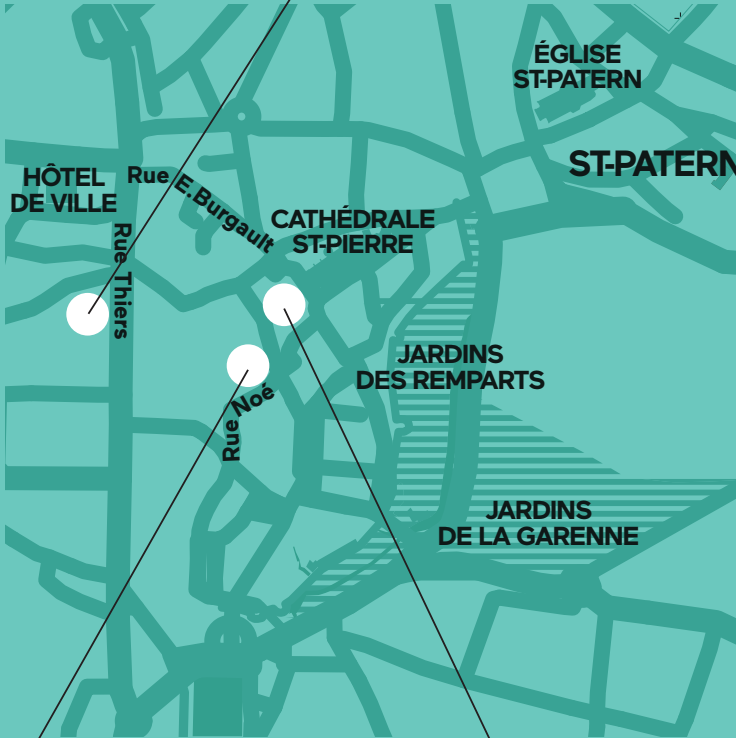 ÉGLISE
ST-PATERN
ST-PATERN
HÔTEL
DE VILLE
Rue E.Burgault
CATHÉDRALE
ST-PIERRE
Rue Thiers
JARDINS
DES REMPARTS
Rue Noé
JARDINS
DE LA GARENNE